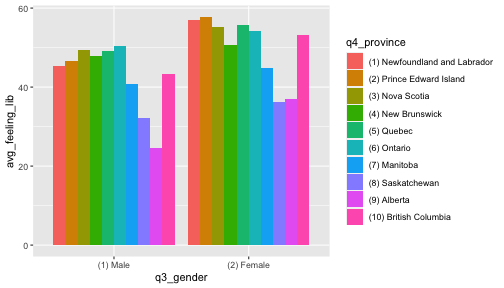 60
40
20
0
avg_feeling_lib
(1) Male
(2) Female
q3_gender
q4_province
(1) Newfoundland and Labrador
(2) Prince Edward Island
(3) Nova Scotia
(4) New Brunswick
(5) Quebec
(6) Ontario
(7) Manitoba
(8) Saskatchewan
(9) Alberta
(10) British Columbia